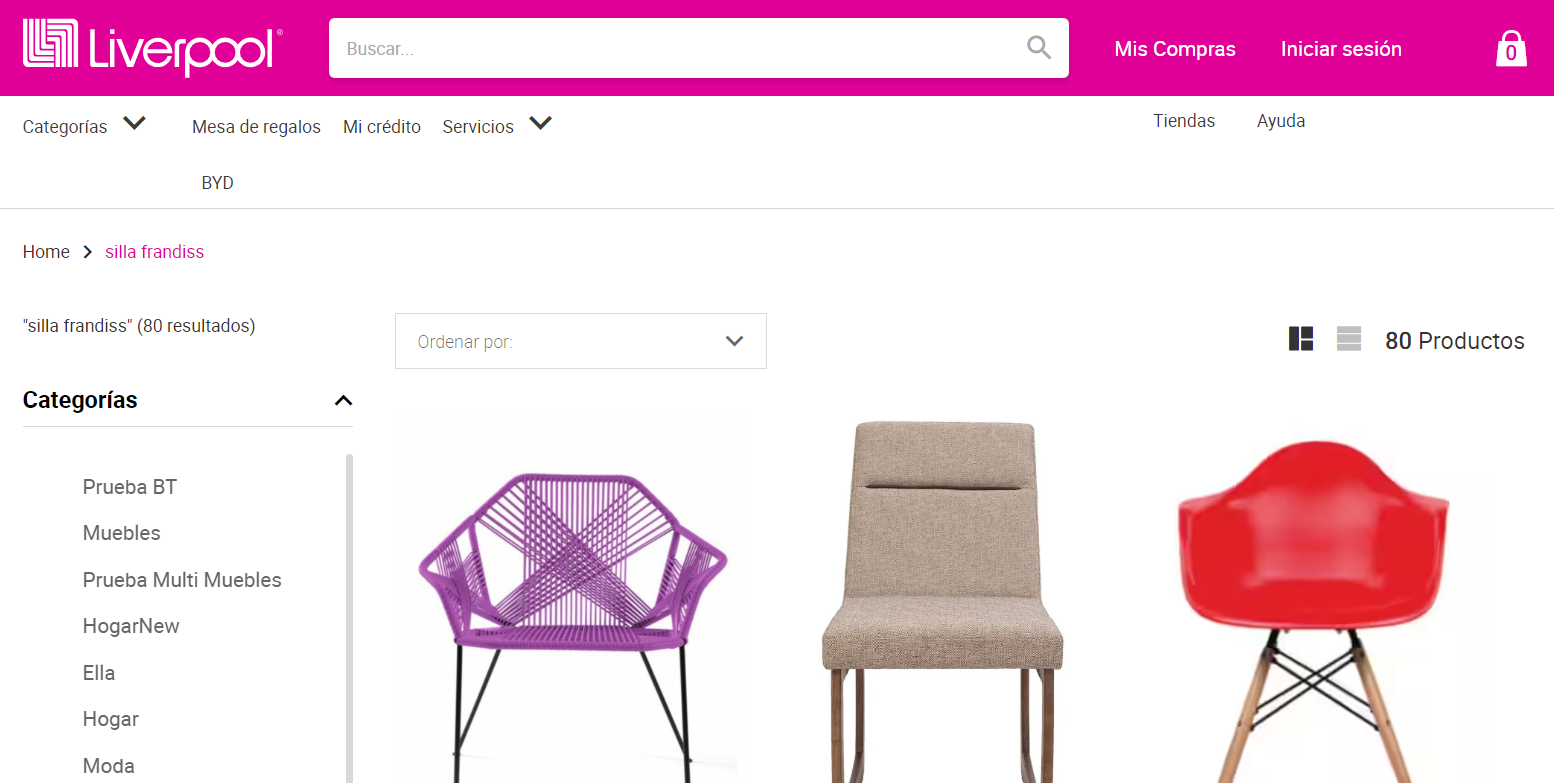 Liverpool®
Buscar...
Mis Compras
Iniciar sesión
0
Categorías
Mesa de regalos
Mi crédito
Servicios
Tiendas
Ayuda
BYD
Home
silla frandiss
"silla frandiss" (80 resultados)
Ordenar por:
80 Productos
Categorías
Prueba BT
Muebles
Prueba Multi Muebles
HogarNew
Ella
Hogar
Moda